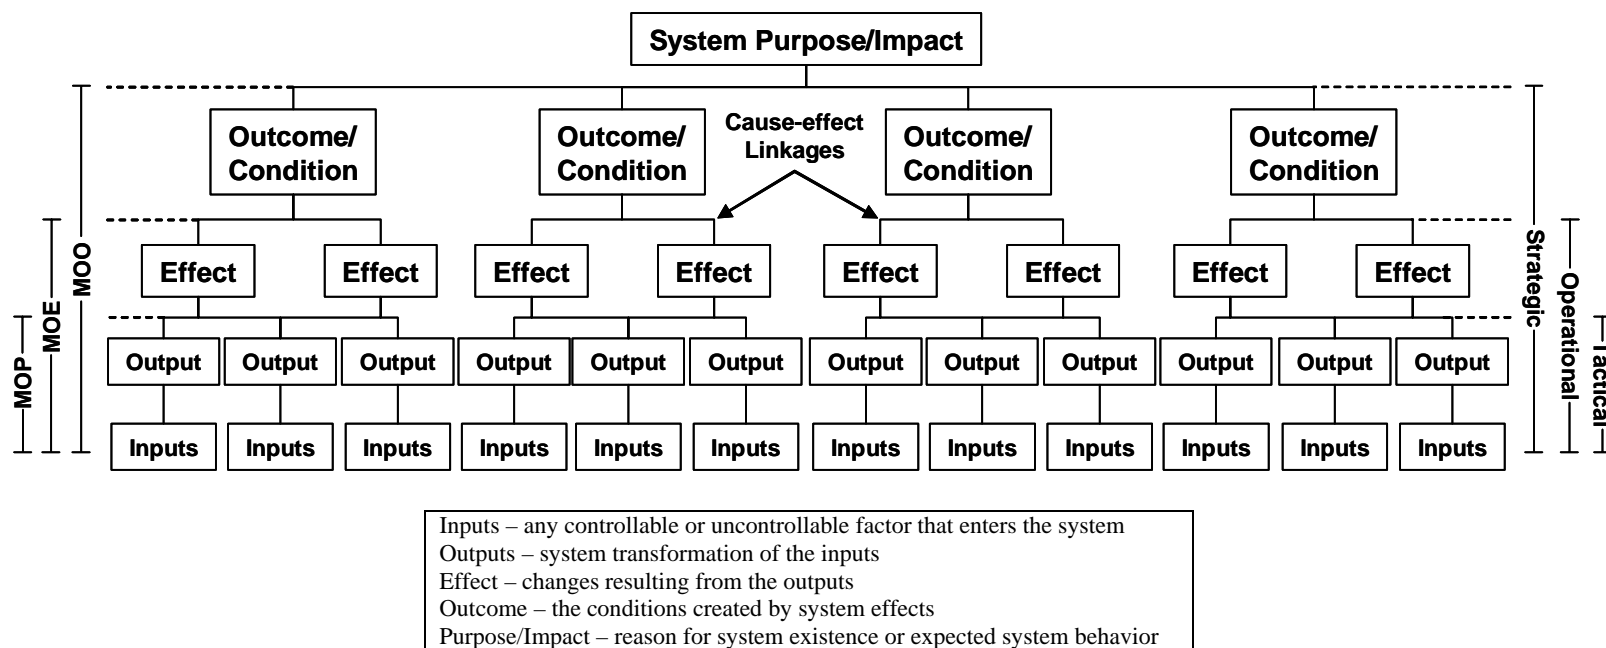 System Purpose/Impact
Outcome/
Condition
Outcome/
Condition
Cause-effect
Linkages
Outcome/
Condition
Outcome/
Condition
Effect
Effect
Effect
Effect
Effect
Effect
Effect
Effect
Output
Output
Output
Output
Output
Output
Output
Output
Output
Output
Output
Output
Inputs
Inputs
Inputs
Inputs
Inputs
Inputs
Inputs
Inputs
Inputs
Inputs
Inputs
Inputs
MOP
MOE
MOO
Strategic
Operational
Tactical
Inputs – any controllable or uncontrollable factor that enters the system
Outputs – system transformation of the inputs
Effect – changes resulting from the outputs
Outcome – the conditions created by system effects
Purpose/Impact – reason for system existence or expected system behavior